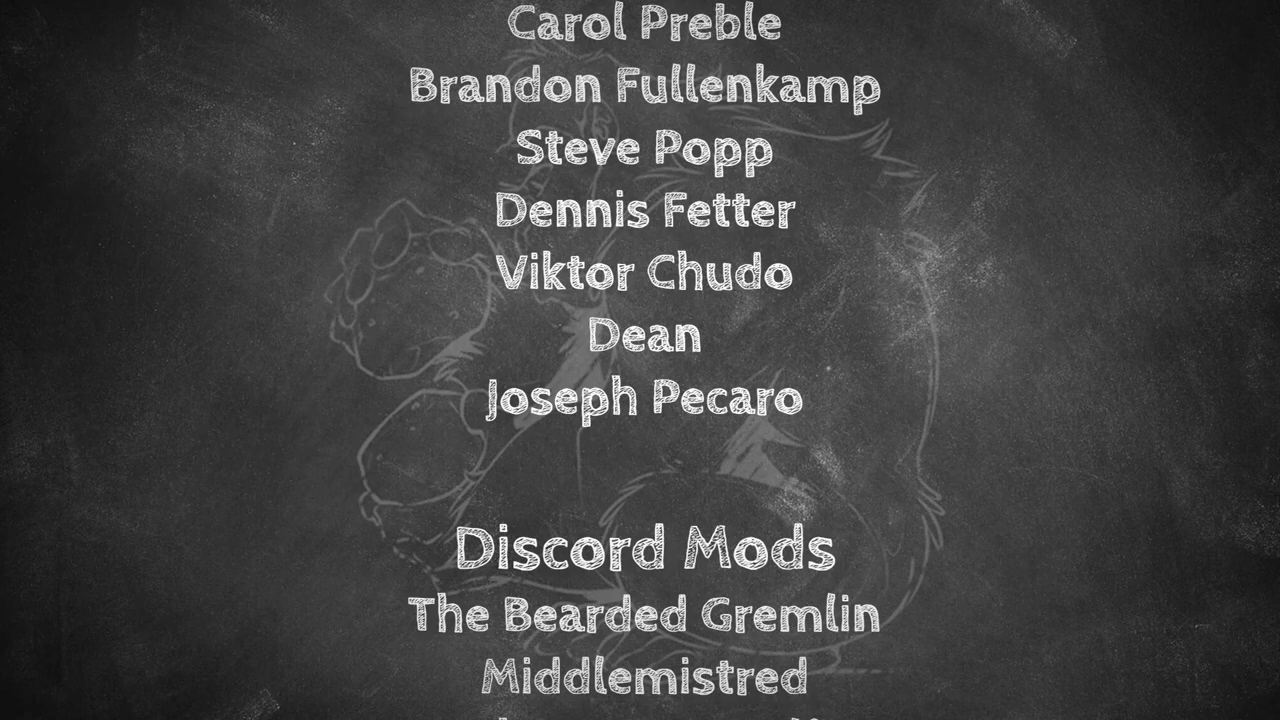 Carol Preble
Brandon Fullenkamp
Steve Popp
Dennis Fetter
Viktor Chudo
Dean
Joseph Pecaro
Discord Mods
The Bearded Gremlin
Middlemistred